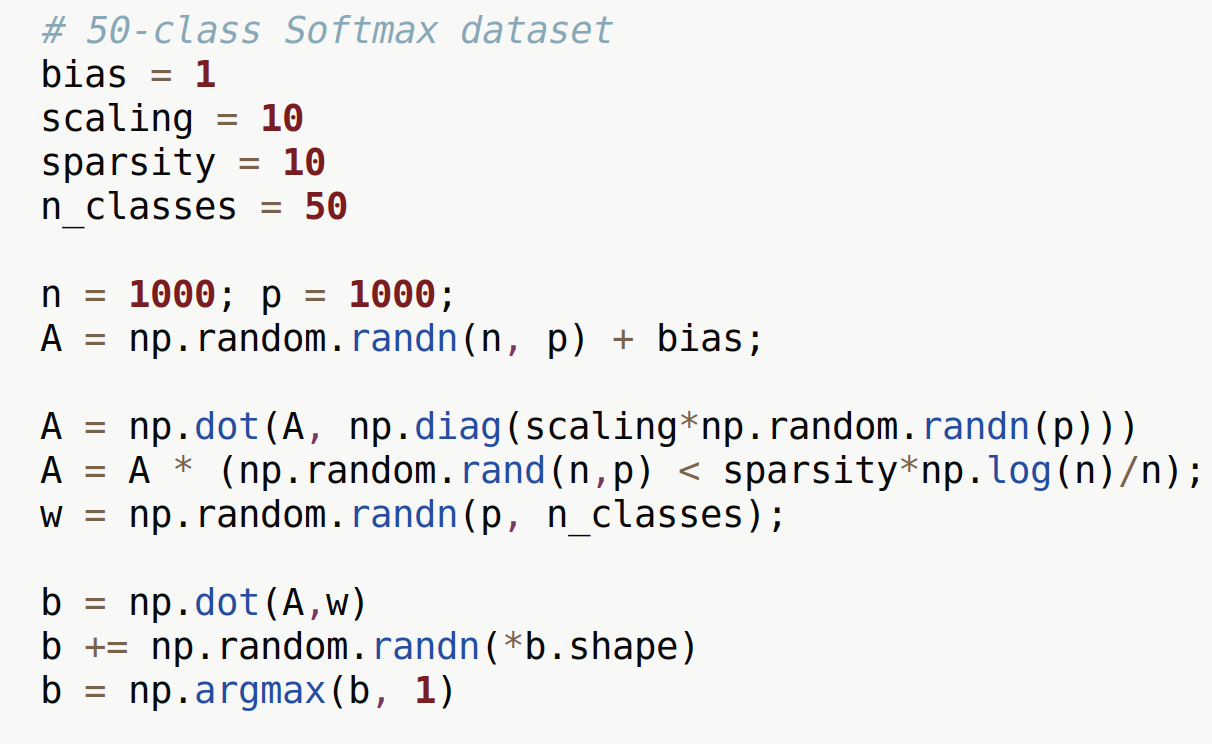 # 50-class Softmax dataset
bias = 1
scaling = 10
sparsity = 10
n_classes = 50
n = 1000; p = 1000;
A = np.random.randn(n, p) + bias;
A = np.dot(A, np.diag(scaling*np.random.randn(p)))
A = A * (np.random.rand(n,p) < sparsity*np.log(n)/n);
w = np.random.randn(p, n_classes);
b = np.dot(A,w)
b += np.random.randn(*b.shape)
b = np.argmax(b, 1)